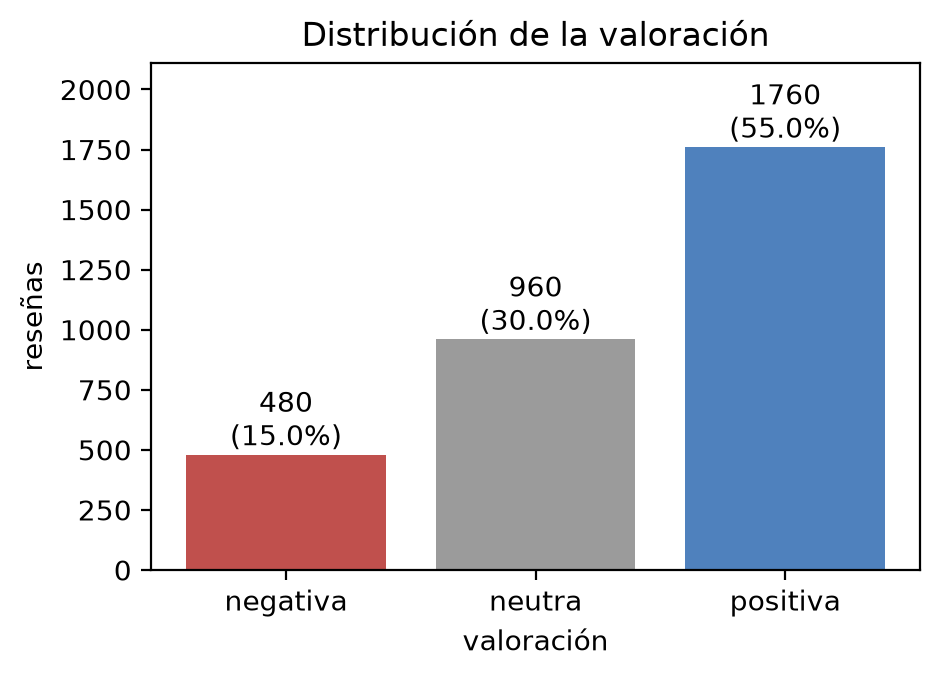 Distribución de la valoración
reseñas
2000
1750
1500
1250
1000
750
500
250
0
480
(15.0%)
960
(30.0%)
1760
(55.0%)
negativa
neutra
positiva
valoración